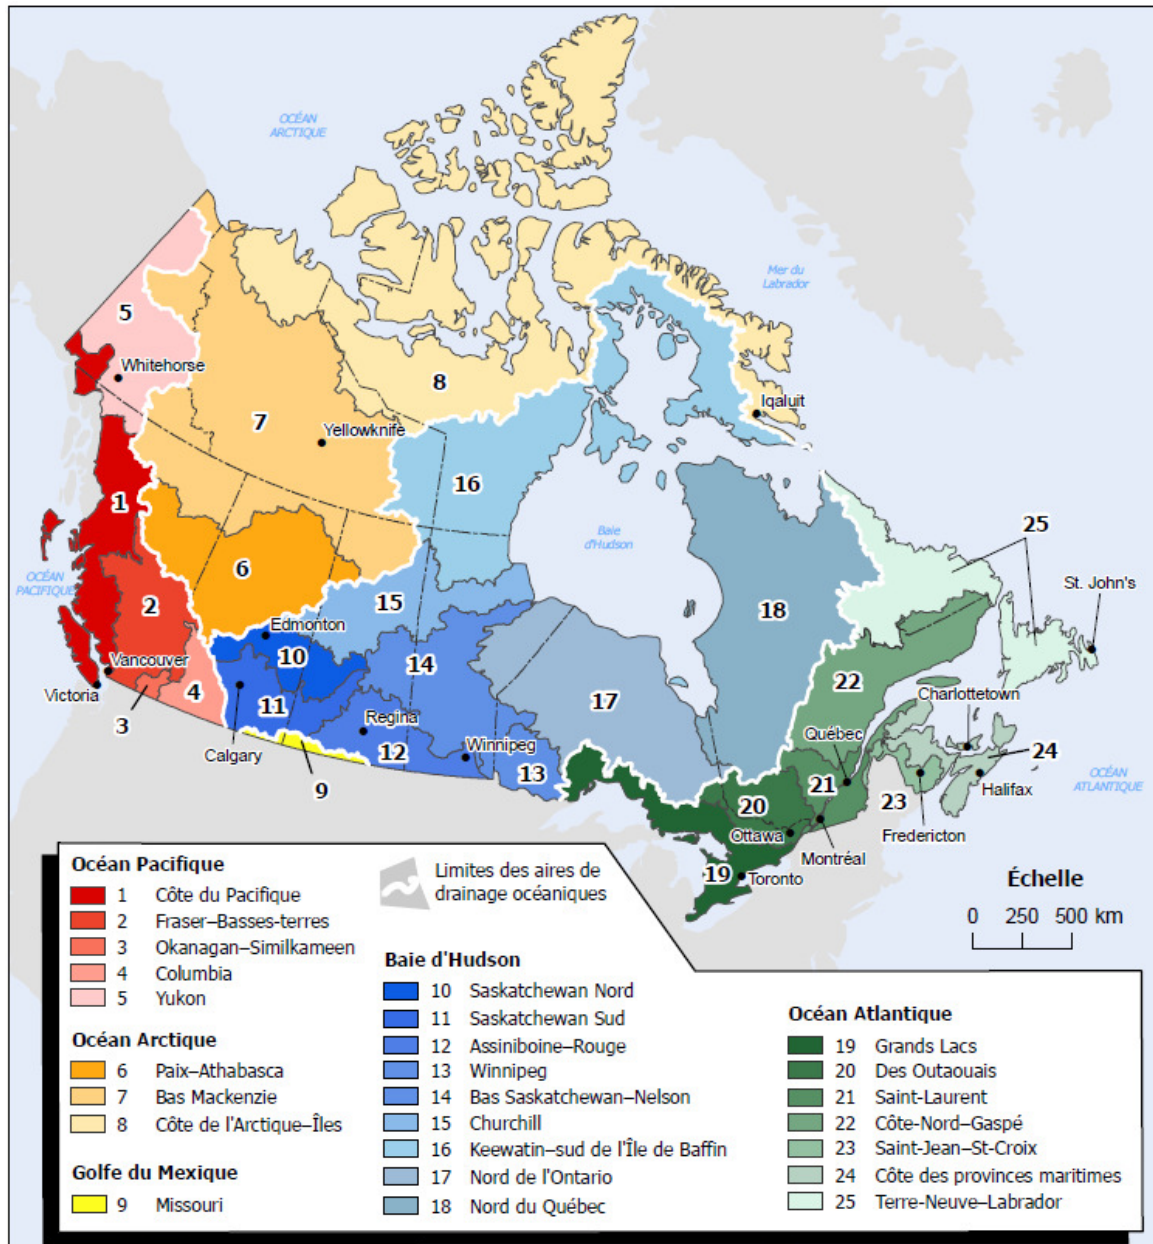 OCÉAN
ARCTIQUE
Mer du
Labrador
5
Whitehorse
8
Iqaluit
7
Yellowknife
16
1
25
Baie
d'Hudson
OCÉAN
PACIFIQUE
6
15
18
St. John's
2
Edmonton
10
14
Vancouver
4
22
Charlottetown
Victoria
11
17
3
Regina
Québec
Calgary
12
Winnipeg
24
13
OCÉAN
ATLANTIQUE
9
21
Halifax
20
23
Ottawa
Fredericton
Montréal
19
Toronto
Échelle
0 250 500 km
Limites des aires de
drainage océaniques
Océan Pacifique
1 Côte du Pacifique
2 Fraser–Basses-terres
3 Okanagan–Similkameen
4 Columbia
5 Yukon
Océan Arctique
6 Paix–Athabasca
7 Bas Mackenzie
8 Côte de l'Arctique–Îles
Golfe du Mexique
9 Missouri
Baie d'Hudson
10 Saskatchewan Nord
11 Saskatchewan Sud
12 Assiniboine–Rouge
13 Winnipeg
14 Bas Saskatchewan–Nelson
15 Churchill
16 Keewatin–sud de l'Île de Baffin
17 Nord de l'Ontario
18 Nord du Québec
Océan Atlantique
19 Grands Lacs
20 Des Outaouais
21 Saint-Laurent
22 Côte-Nord–Gaspé
23 Saint-Jean–St-Croix
24 Côte des provinces maritimes
25 Terre-Neuve–Labrador